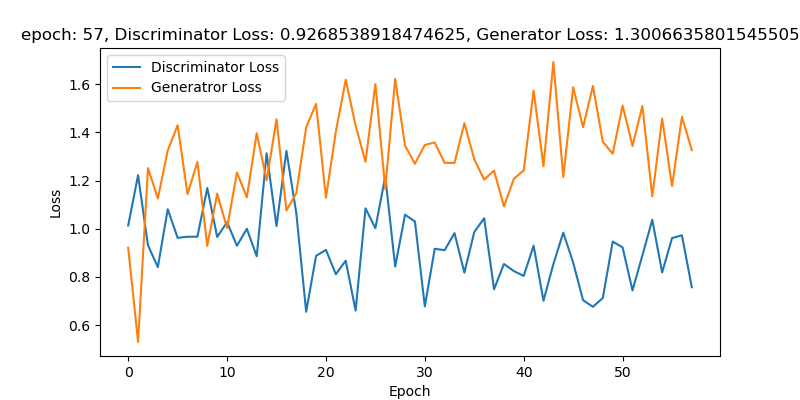 epoch: 57, Discriminator Loss: 0.9268538918474625, Generator Loss: 1.3006635801545505
Discriminator Loss
Generatror Loss
Loss
1.6
1.4
1.2
1.0
0.8
0.6
0 10 20 30 40 50
Epoch